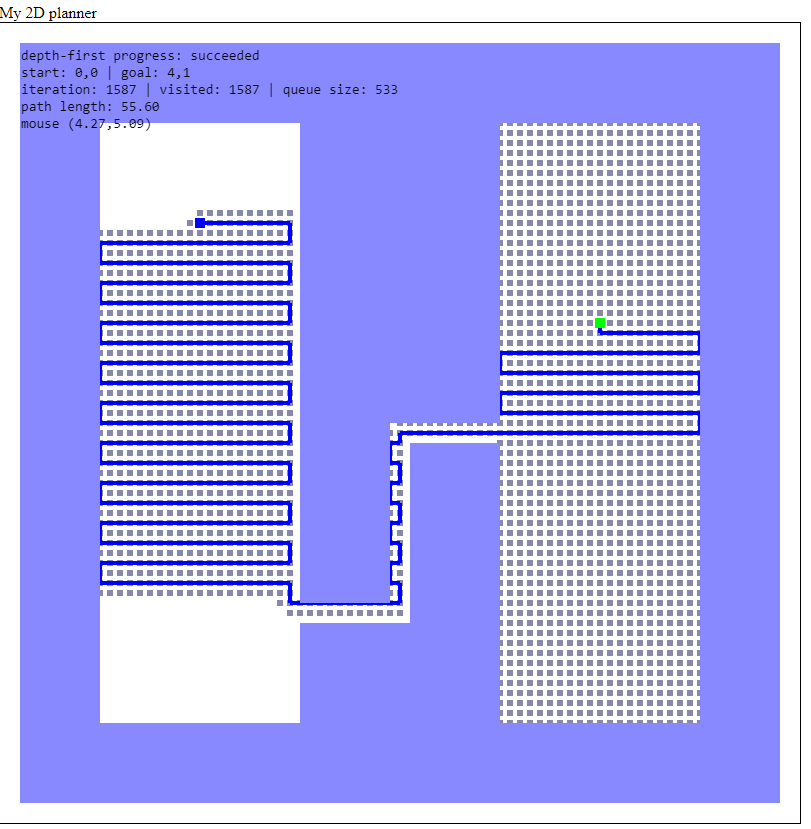 My 2D planner
depth-first progress: succeeded
start: 0,0 | goal: 4,1
iteration: 1587 | visited: 1587 | queue size: 533
path length: 55.60
mouse (4.27,5.09)